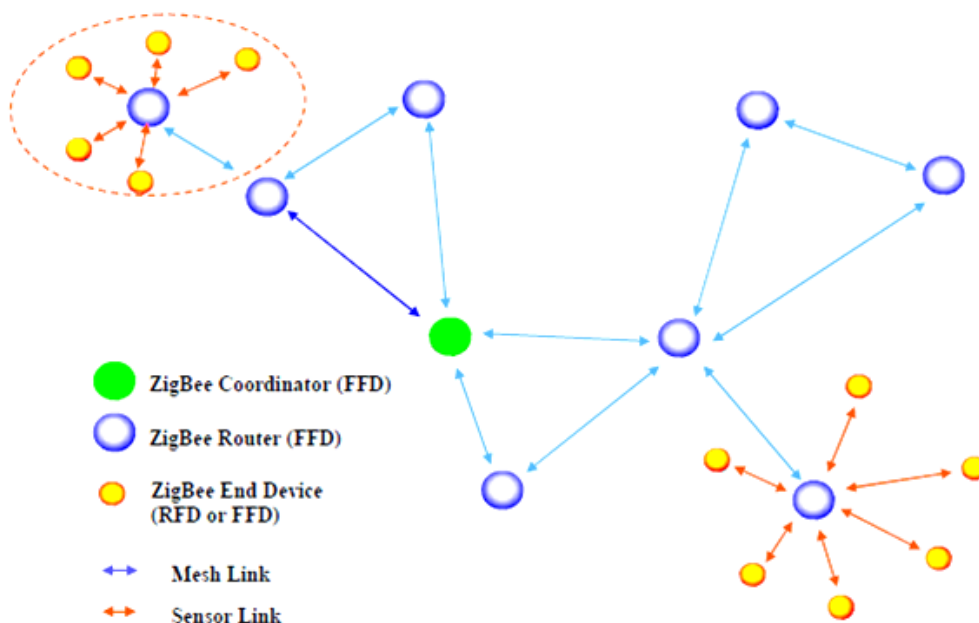 ZigBee Coordinator (FFD)
ZigBee Router (FFD)
ZigBee End Device
(RFD or FFD)
Mesh Link
Sensor Link